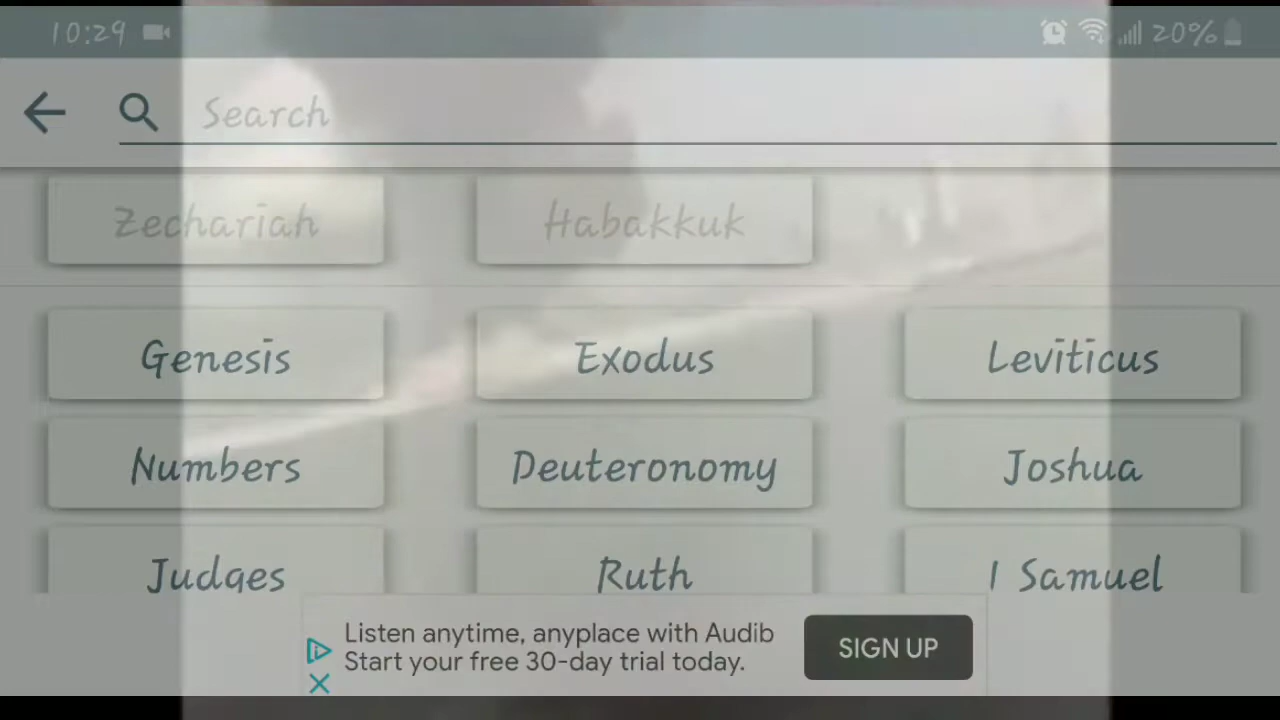 10:29 20%
Search
Zechariah Habakkuk
Genesis Exodus Leviticus
Numbers Deuteronomy Joshua
Judges Ruth 1 Samuel
Listen anytime, anyplace with Audib
Start your free 30-day trial today.
SIGN UP